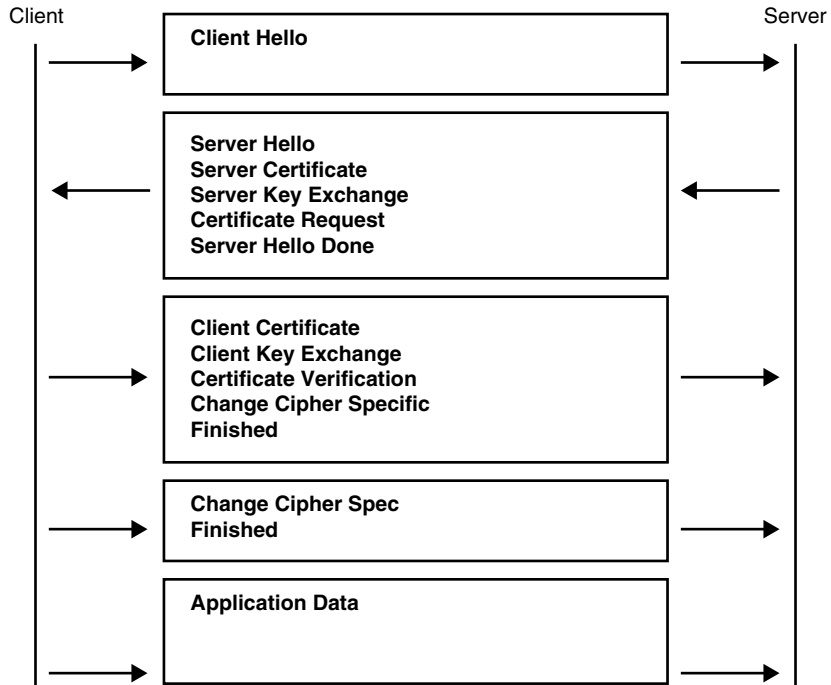 Client
Server
Client Hello
Server Hello
Server Certificate
Server Key Exchange
Certificate Request
Server Hello Done
Client Certificate
Client Key Exchange
Certificate Verification
Change Cipher Specific
Finished
Change Cipher Spec
Finished
Application Data